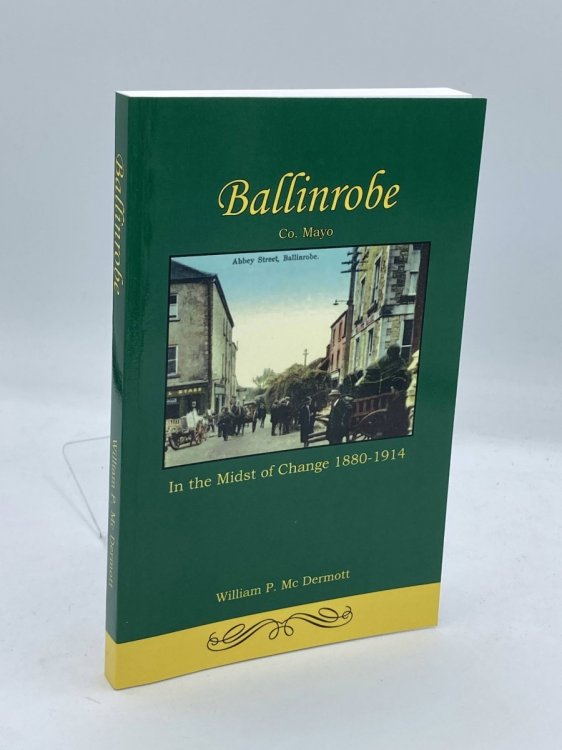 Ballinrobe
Co. Mayo
Abbey Street, Ballinrobe.
In the Midst of Change 1880-1914
William P. Mc Dermott
Ballinrobe
William P. Mc Dermott